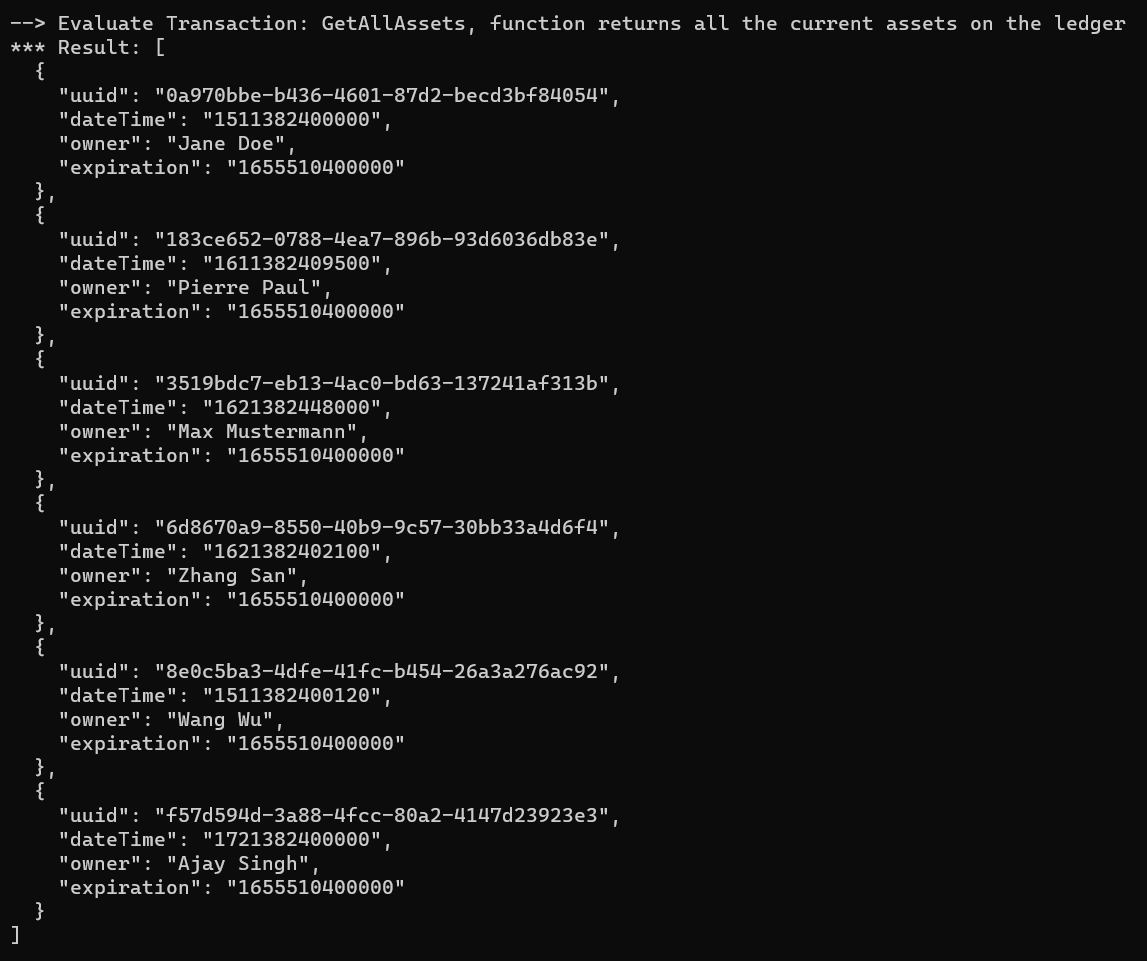 --> Evaluate Transaction: GetAllAssets, function returns all the current assets on the ledger
*** Result: [
  {
    "uuid": "0a970bbe-b436-4601-87d2-becd3bf84054",
    "dateTime": "1511382400000",
    "owner": "Jane Doe",
    "expiration": "1655510400000"
  },
  {
    "uuid": "183ce652-0788-4ea7-896b-93d6036db83e",
    "dateTime": "1611382409500",
    "owner": "Pierre Paul",
    "expiration": "1655510400000"
  },
  {
    "uuid": "3519bdc7-eb13-4ac0-bd63-137241af313b",
    "dateTime": "1621382448000",
    "owner": "Max Mustermann",
    "expiration": "1655510400000"
  },
  {
    "uuid": "6d8670a9-8550-40b9-9c57-30bb33a4d6f4",
    "dateTime": "1621382402100",
    "owner": "Zhang San",
    "expiration": "1655510400000"
  },
  {
    "uuid": "8e0c5ba3-4dfe-41fc-b454-26a3a276ac92",
    "dateTime": "1511382400120",
    "owner": "Wang Wu",
    "expiration": "1655510400000"
  },
  {
    "uuid": "f57d594d-3a88-4fcc-80a2-4147d23923e3",
    "dateTime": "1721382400000",
    "owner": "Ajay Singh",
    "expiration": "1655510400000"
  }
]